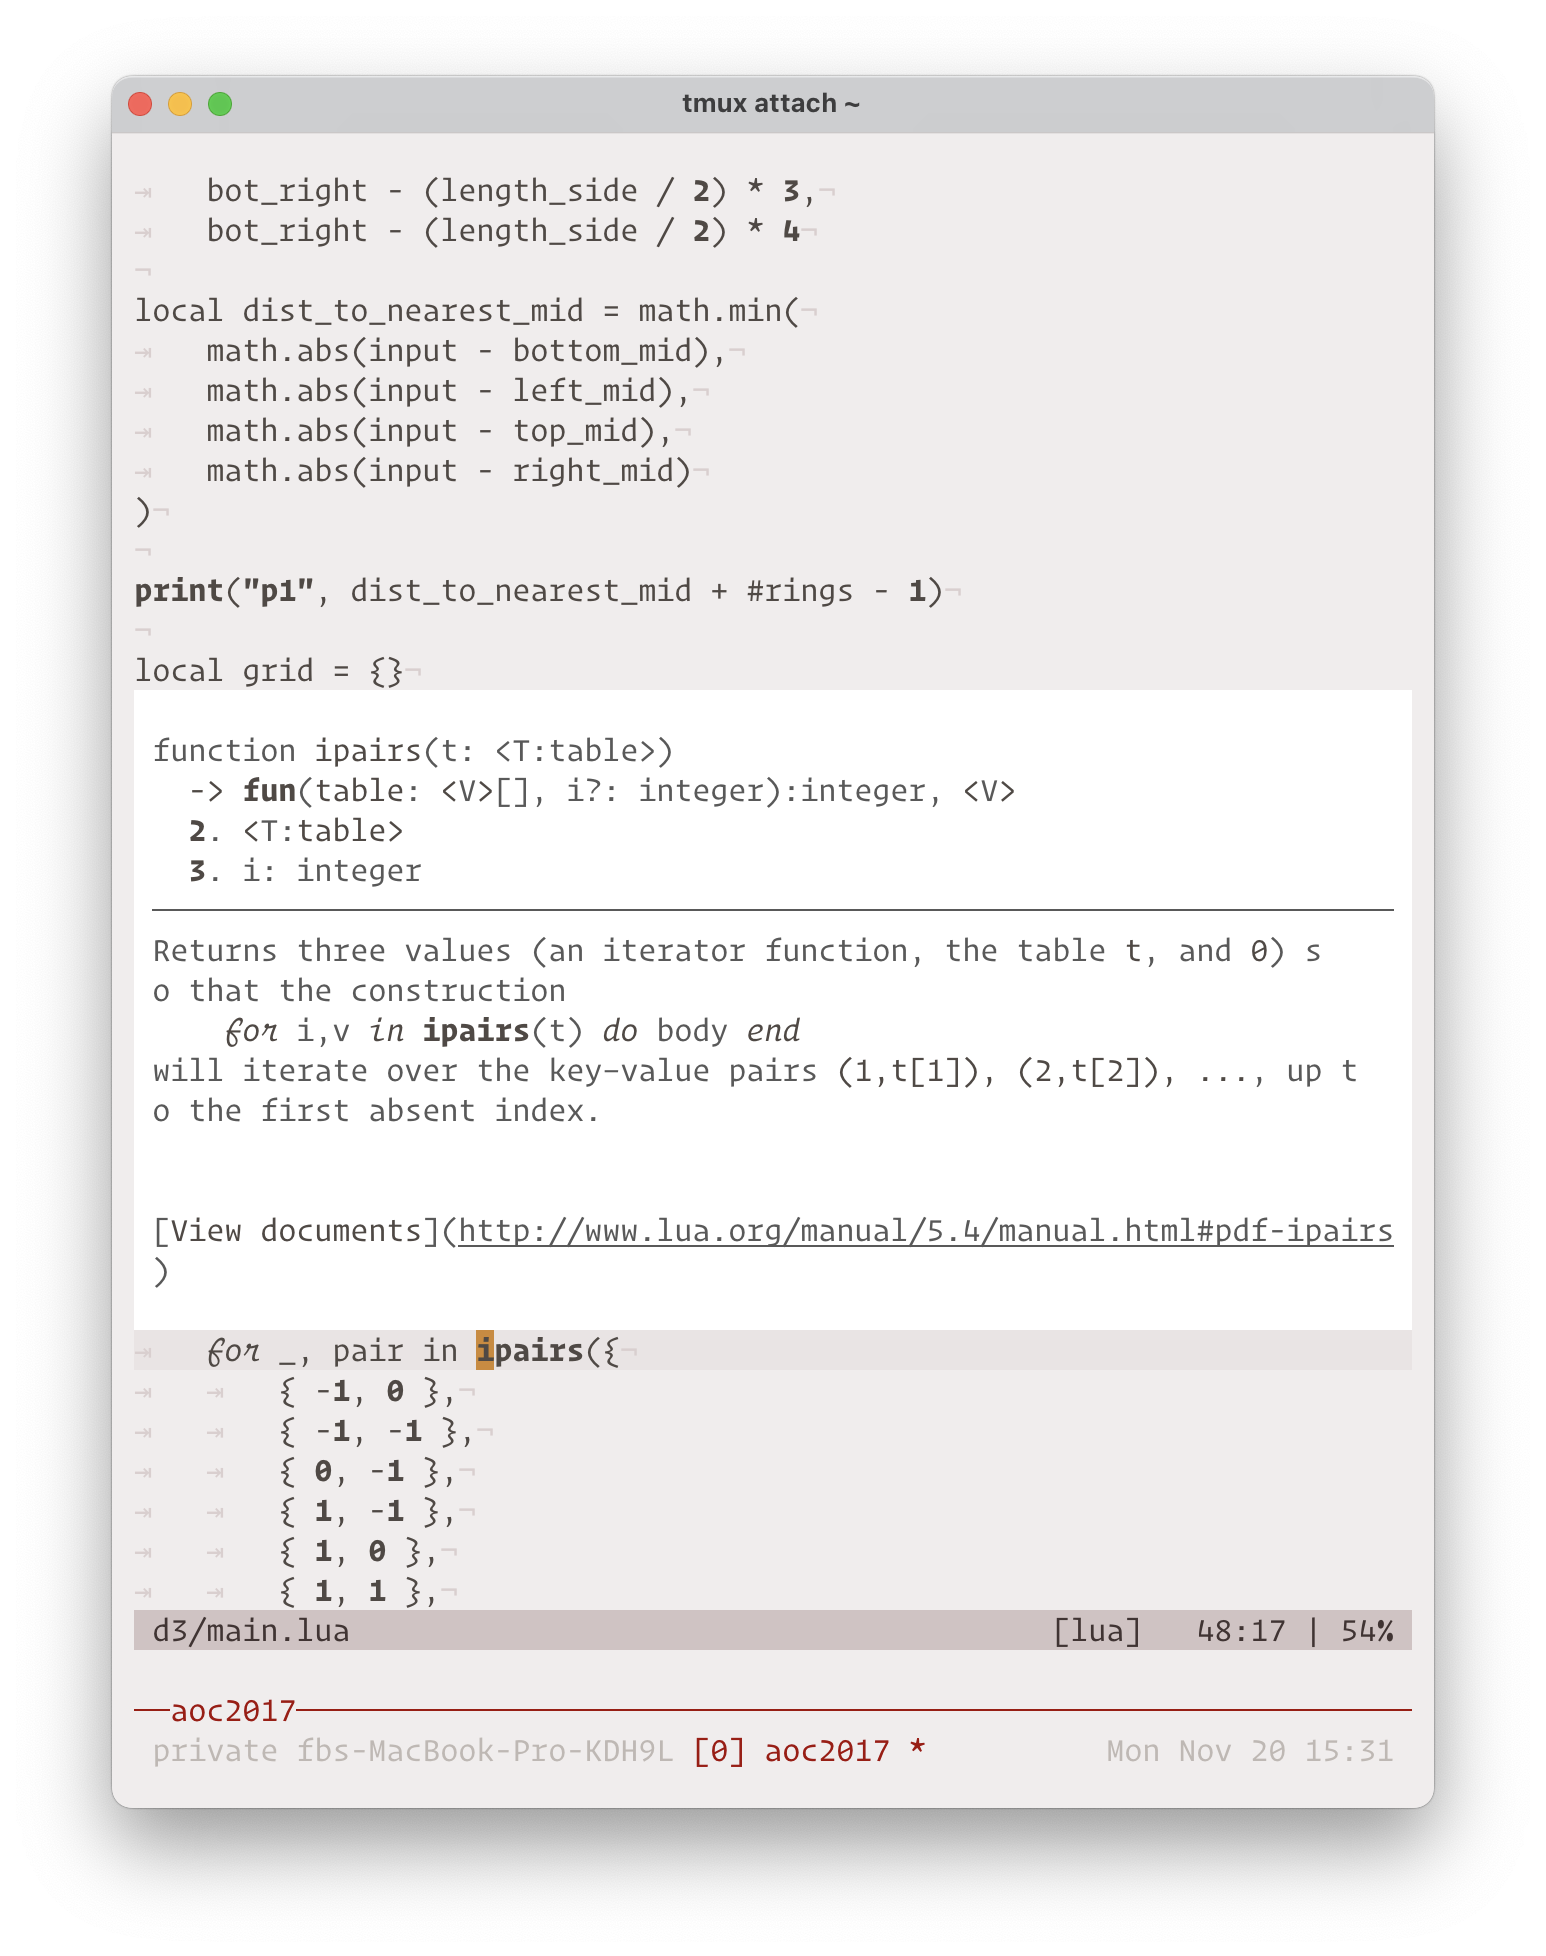 tmux attach ~
⇥   bot_right - (length_side / 2) * 3,¬
⇥   bot_right - (length_side / 2) * 4¬
¬
local dist_to_nearest_mid = math.min(¬
⇥   math.abs(input - bottom_mid),¬
⇥   math.abs(input - left_mid),¬
⇥   math.abs(input - top_mid),¬
⇥   math.abs(input - right_mid)¬
)¬
¬
print("p1", dist_to_nearest_mid + #rings - 1)¬
¬
local grid = {}¬
function ipairs(t: <T:table>)
  -> fun(table: <V>[], i?: integer):integer, <V>
  2. <T:table>
  3. i: integer
Returns three values (an iterator function, the table t, and 0) s
o that the construction
    for i,v in ipairs(t) do body end
will iterate over the key-value pairs (1,t[1]), (2,t[2]), ..., up t
o the first absent index.
[View documents](http://www.lua.org/manual/5.4/manual.html#pdf-ipairs
)
⇥   for _, pair in ipairs({¬
⇥   ⇥   { -1, 0 },¬
⇥   ⇥   { -1, -1 },¬
⇥   ⇥   { 0, -1 },¬
⇥   ⇥   { 1, -1 },¬
⇥   ⇥   { 1, 0 },¬
⇥   ⇥   { 1, 1 },¬
d3/main.lua [lua] 48:17 | 54%
aoc2017
private fbs-MacBook-Pro-KDH9L [0] aoc2017 * Mon Nov 20 15:31